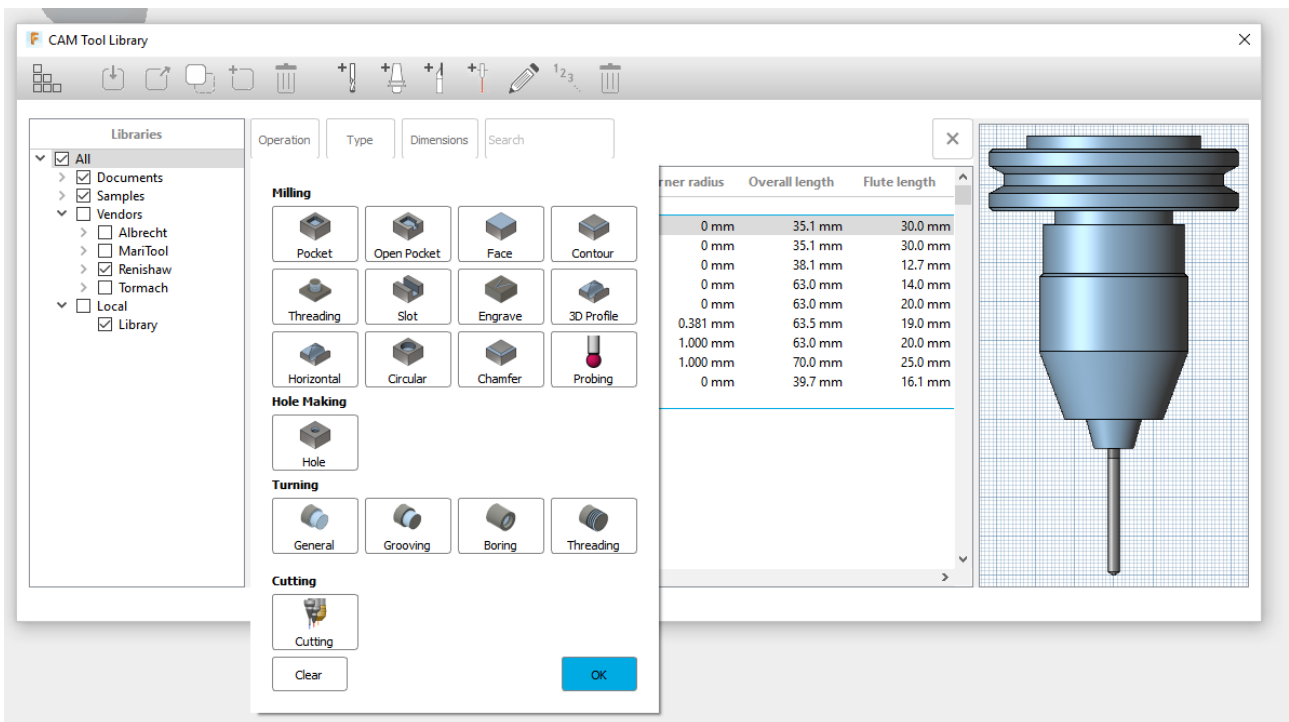 F CAM Tool Library
1 2 3
Libraries
All
Documents
Samples
Vendors
Albrecht
MariTool
Renishaw
Tormach
Local
Library
Operation Type Dimensions Search
Milling
Pocket Open Pocket Face Contour
Threading Slot Engrave 3D Profile
Horizontal Circular Chamfer Probing
Hole Making
Hole
Turning
General Grooving Boring Threading
Cutting
Cutting
Clear OK
rner radius Overall length Flute length
0 mm 35.1 mm 30.0 mm
0 mm 35.1 mm 30.0 mm
0 mm 38.1 mm 12.7 mm
0 mm 63.0 mm 14.0 mm
0 mm 63.0 mm 20.0 mm
0.381 mm 63.5 mm 19.0 mm
1.000 mm 63.0 mm 20.0 mm
1.000 mm 70.0 mm 25.0 mm
0 mm 39.7 mm 16.1 mm